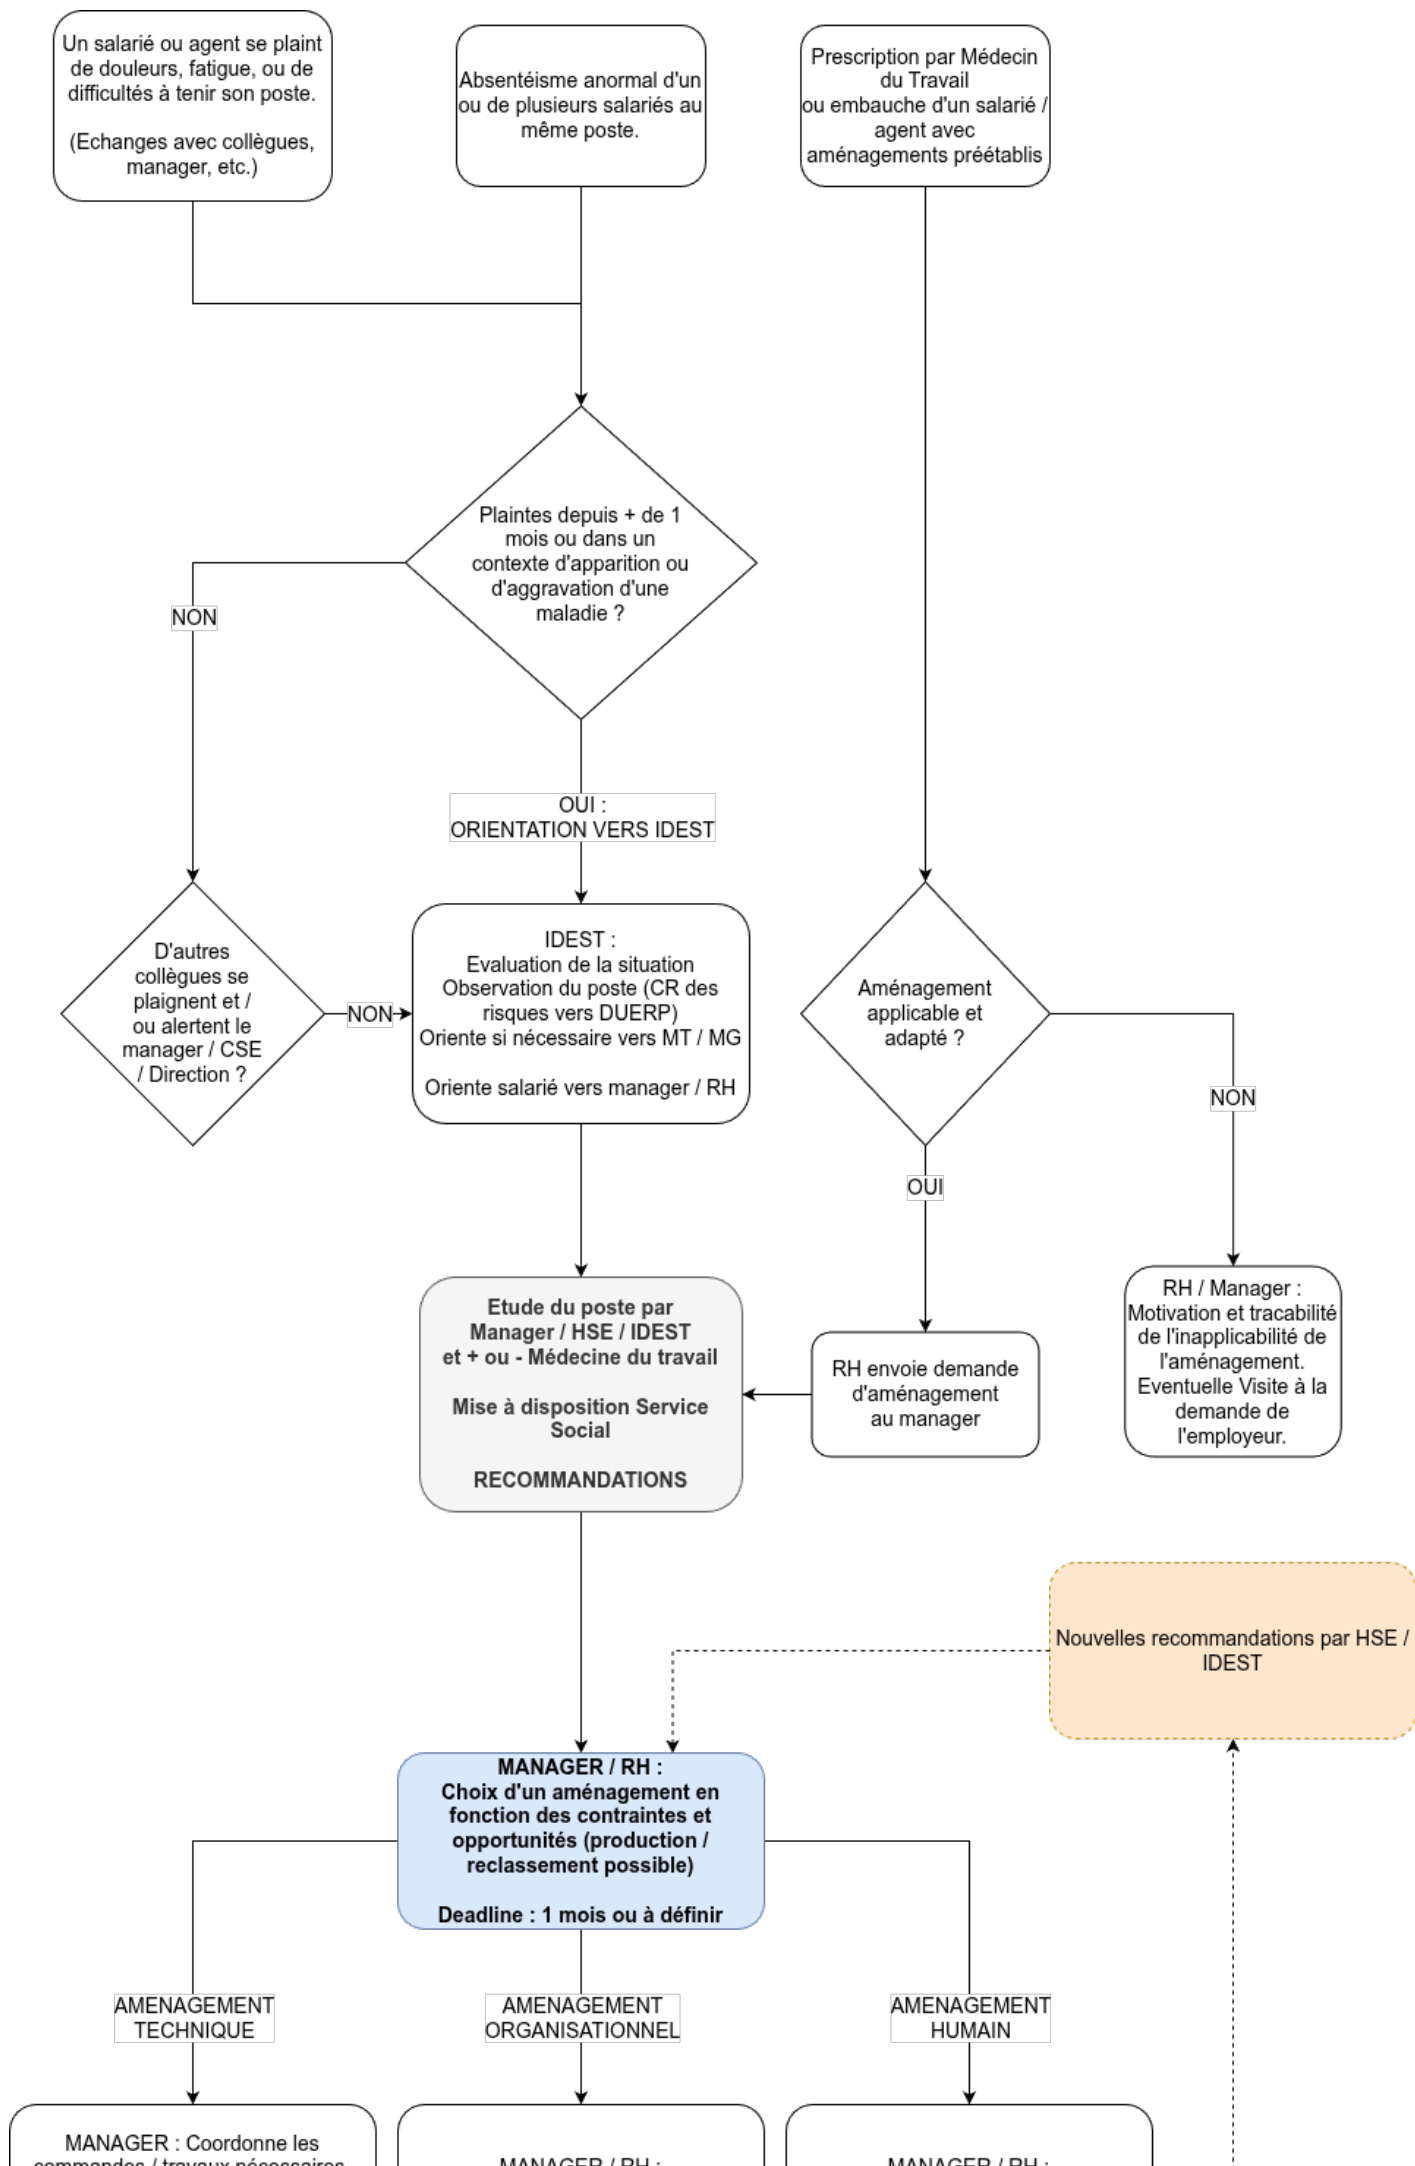 Un salarié ou agent se plaint
de douleurs, fatigue, ou de
difficultés à tenir son poste.
(Echanges avec collègues,
manager, etc.)
Absentéisme anormal d'un
ou de plusieurs salariés au
même poste.
Prescription par Médecin
du Travail
ou embauche d'un salarié /
agent avec
aménagements préétablis
Plaintes depuis + de 1
mois ou dans un
contexte d'apparition ou
d'aggravation d'une
maladie ?
NON
OUI :
ORIENTATION VERS IDEST
D'autres
collègues se
plaignent et /
ou alertent le
manager / CSE
/ Direction ?
NON
IDEST :
Evaluation de la situation
Observation du poste (CR des
risques vers DUERP)
Oriente si nécessaire vers MT / MG
Oriente salarié vers manager / RH
Aménagement
applicable et
adapté ?
NON
OUI
Etude du poste par
Manager / HSE / IDEST
et + ou - Médecine du travail
Mise à disposition Service
Social
RECOMMANDATIONS
RH envoie demande
d'aménagement
au manager
RH / Manager :
Motivation et tracabilité
de l'inapplicabilité de
l'aménagement.
Eventuelle Visite à la
demande de
l'employeur.
Nouvelles recommandations par HSE /
IDEST
MANAGER / RH :
Choix d'un aménagement en
fonction des contraintes et
opportunités (production /
reclassement possible)
Deadline : 1 mois ou à définir
AMENAGEMENT
TECHNIQUE
AMENAGEMENT
ORGANISATIONNEL
AMENAGEMENT
HUMAIN
MANAGER : Coordonne les
commandes / travaux nécessaires
MANAGER / RH :
MANAGER / RH :